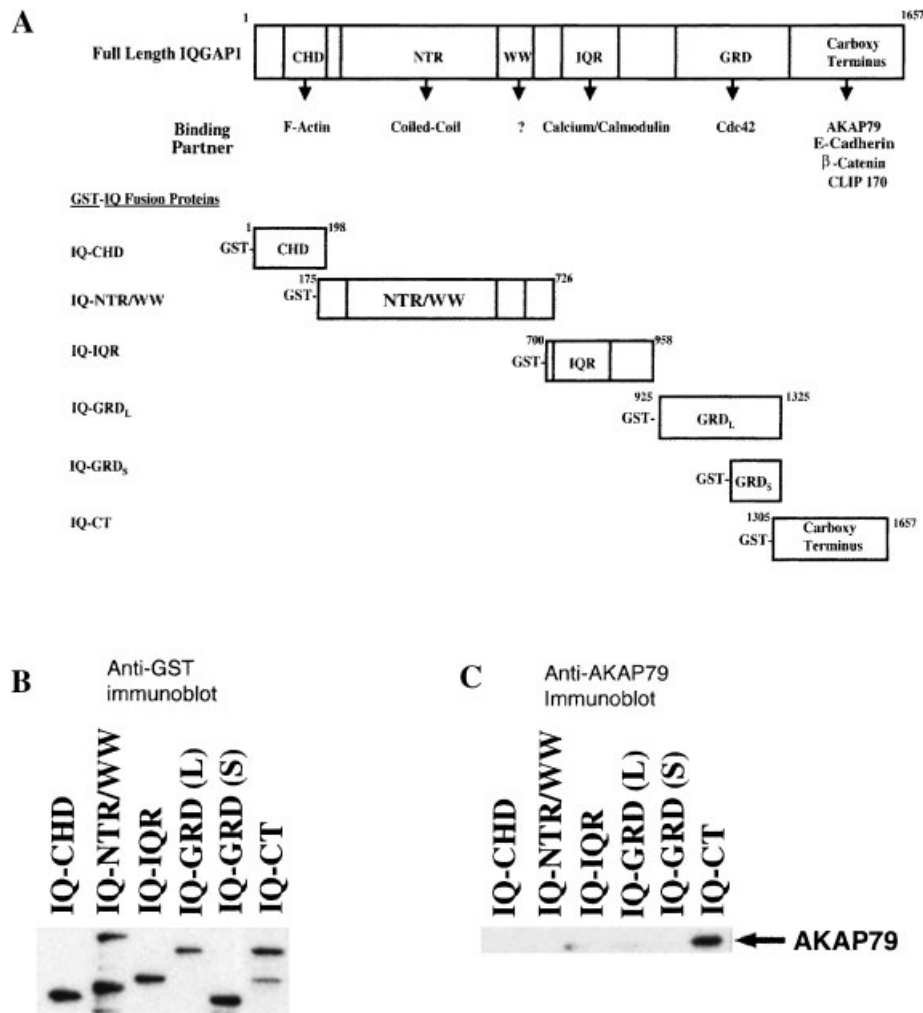 A
1 1657
Full Length IQGAP1
CHD NTR WW IQR GRD Carboxy
Terminus
Binding
Partner
F-Actin Coiled-Coil ? Calcium/Calmodulin Cdc42 AKAP79
E-Cadherin
β-Catenin
CLIP 170
GST-IQ Fusion Proteins
1 198
IQ-CHD GST- CHD
175 726
IQ-NTR/WW GST- NTR/WW
700 958
IQ-IQR GST- IQR
925 1325
IQ-GRDL GST- GRDL
IQ-GRDS GST- GRDS
1305 1657
IQ-CT GST- Carboxy
Terminus
B
Anti-GST
immunoblot
IQ-CHD
IQ-NTR/WW
IQ-IQR
IQ-GRD (L)
IQ-GRD (S)
IQ-CT
C
Anti-AKAP79
Immunoblot
IQ-CHD
IQ-NTR/WW
IQ-IQR
IQ-GRD (L)
IQ-GRD (S)
IQ-CT
AKAP79